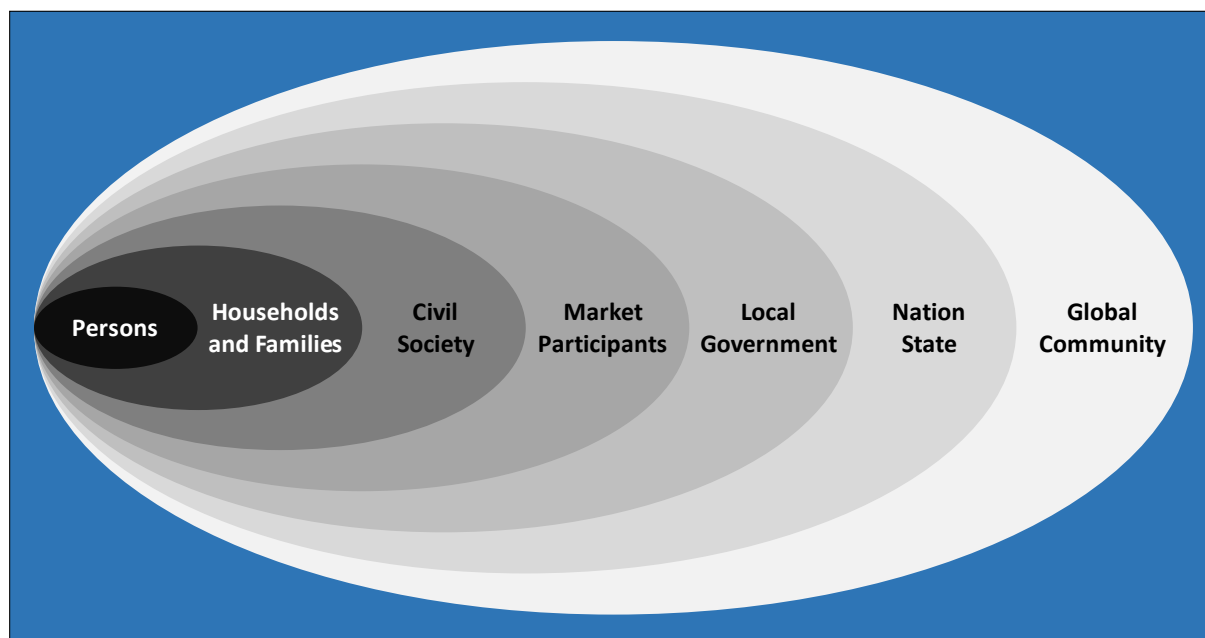 Persons
Households
and Families
Civil
Society
Market
Participants
Local
Government
Nation
State
Global
Community